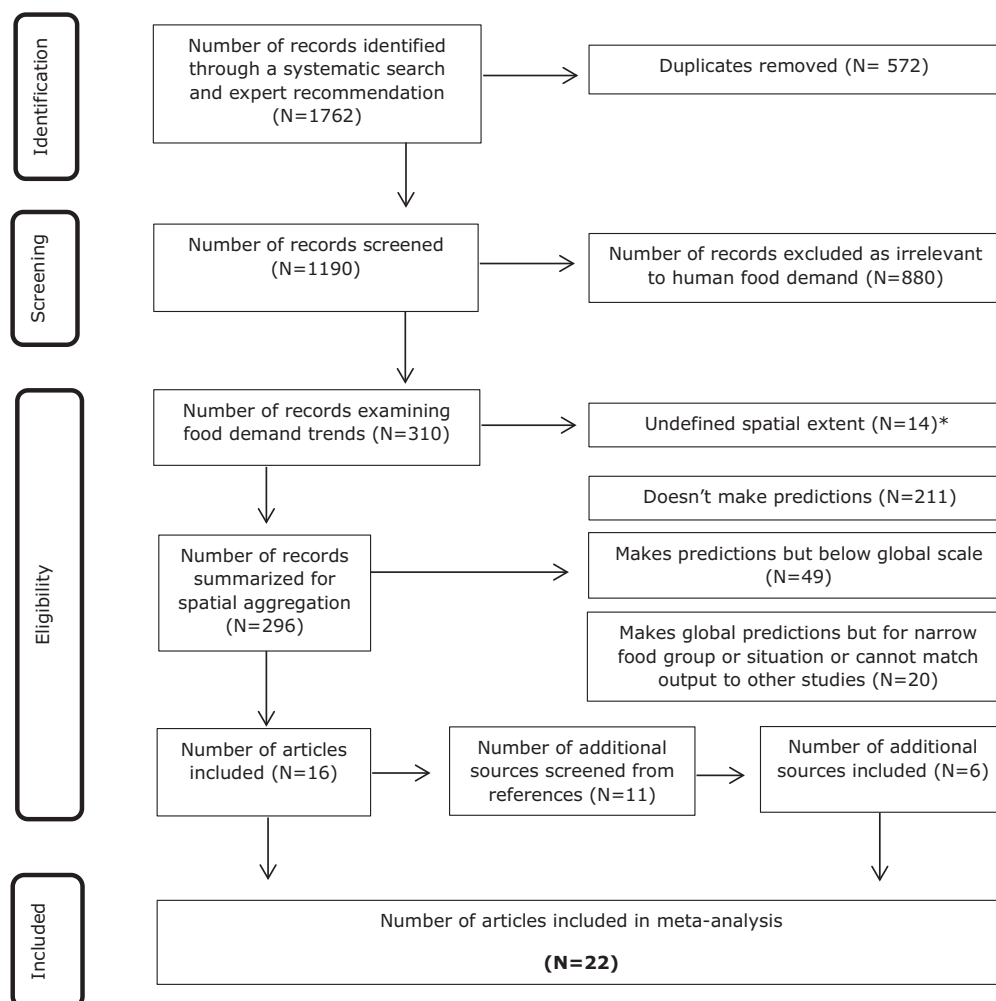 Identification
Number of records identified
through a systematic search
and expert recommendation
(N=1762)
Duplicates removed (N= 572)
Screening
Number of records screened
(N=1190)
Number of records excluded as irrelevant
to human food demand (N=880)
Eligibility
Number of records examining
food demand trends (N=310)
Undefined spatial extent (N=14)*
Doesn’t make predictions (N=211)
Number of records
summarized for
spatial aggregation
(N=296)
Makes predictions but below global scale
(N=49)
Makes global predictions but for narrow
food group or situation or cannot match
output to other studies (N=20)
Number of articles
included (N=16)
Number of additional
sources screened from
references (N=11)
Number of additional
sources included (N=6)
Included
Number of articles included in meta-analysis
(N=22)